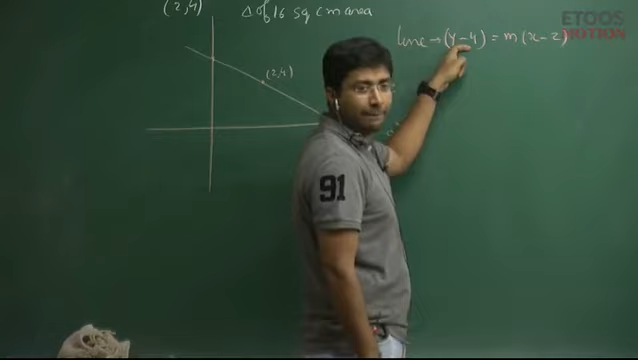 (2,4) Δ of 16 sq cm area
line → (y-4) = m(x-2)
(2,4)
91
ETOOS
MOTION